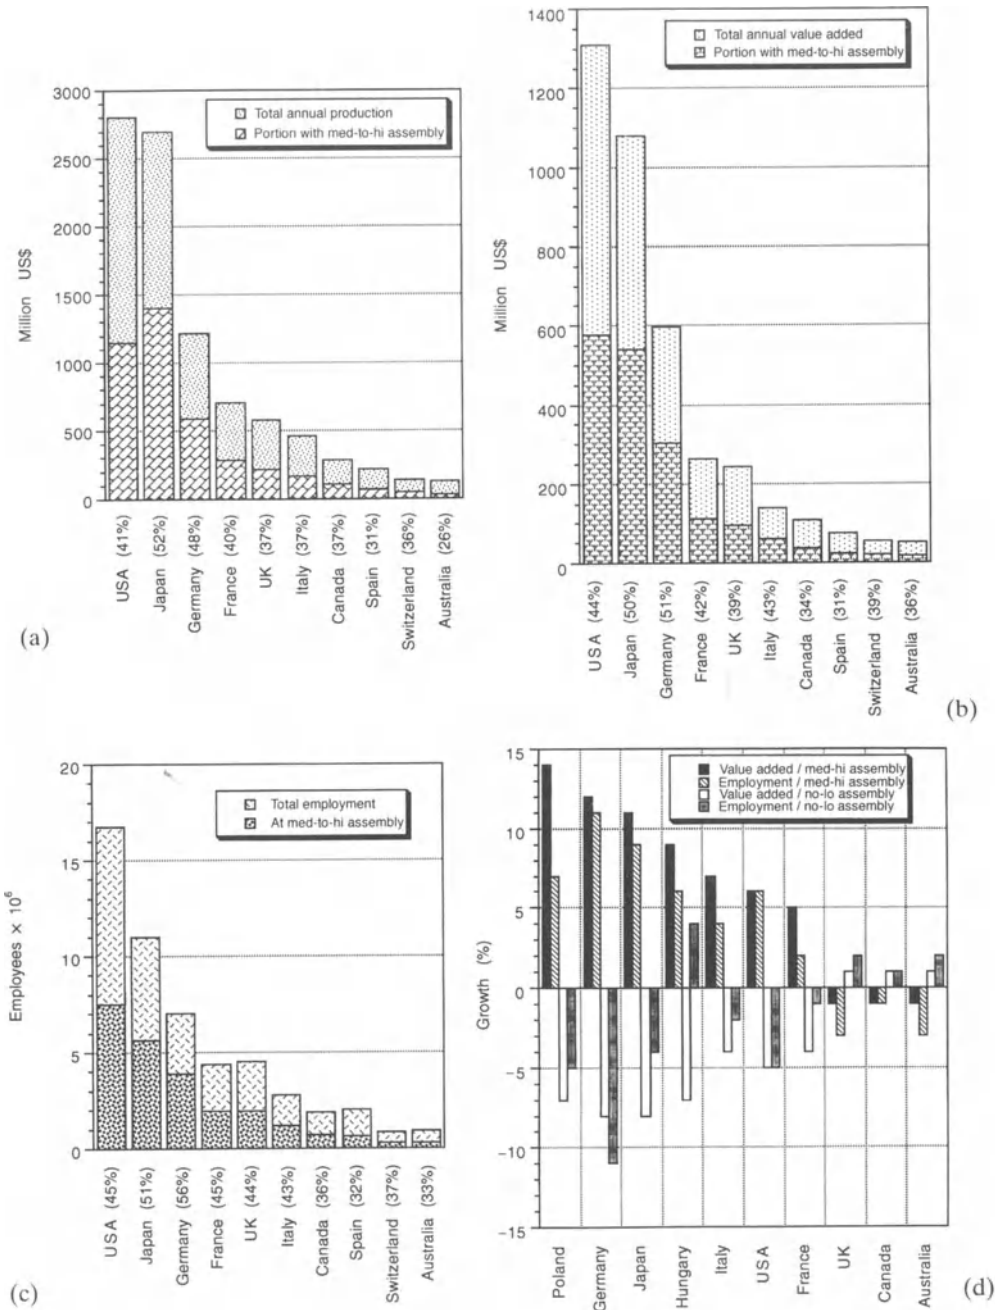 3000
2500
2000
1500
1000
500
0
Million US$
Total annual production
Portion with med-to-hi assembly
USA (41%)
Japan (52%)
Germany (48%)
France (40%)
UK (37%)
Italy (37%)
Canada (37%)
Spain (31%)
Switzerland (36%)
Australia (26%)
(a)
1400
1200
1000
800
600
400
200
0
Million US$
Total annual value added
Portion with med-to-hi assembly
USA (44%)
Japan (50%)
Germany (51%)
France (42%)
UK (39%)
Italy (43%)
Canada (34%)
Spain (31%)
Switzerland (39%)
Australia (36%)
(b)
20
15
10
5
0
Employees × 10⁶
Total employment
At med-to-hi assembly
USA (45%)
Japan (51%)
Germany (56%)
France (45%)
UK (44%)
Italy (43%)
Canada (36%)
Spain (32%)
Switzerland (37%)
Australia (33%)
(c)
15
10
5
0
-5
-10
-15
Growth (%)
Value added / med-hi assembly
Employment / med-hi assembly
Value added / no-lo assembly
Employment / no-lo assembly
Poland
Germany
Japan
Hungary
Italy
USA
France
UK
Canada
Australia
(d)